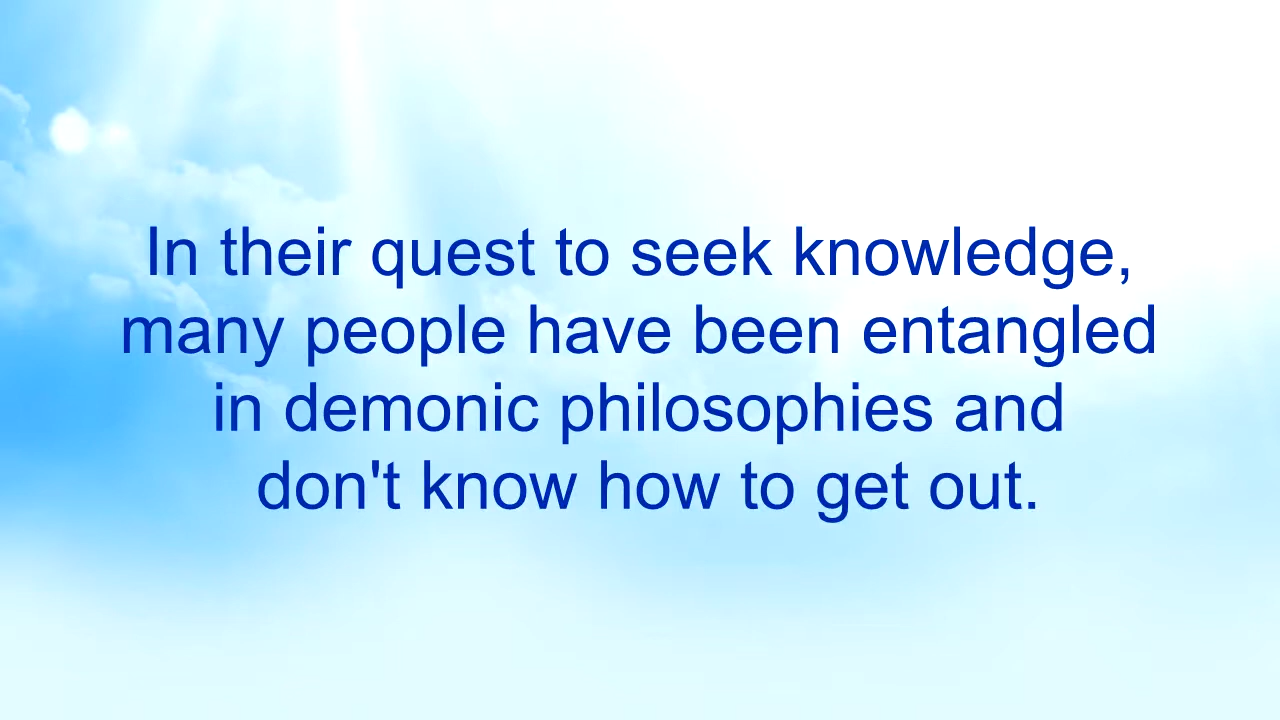 In their quest to seek knowledge,
many people have been entangled
in demonic philosophies and
don't know how to get out.